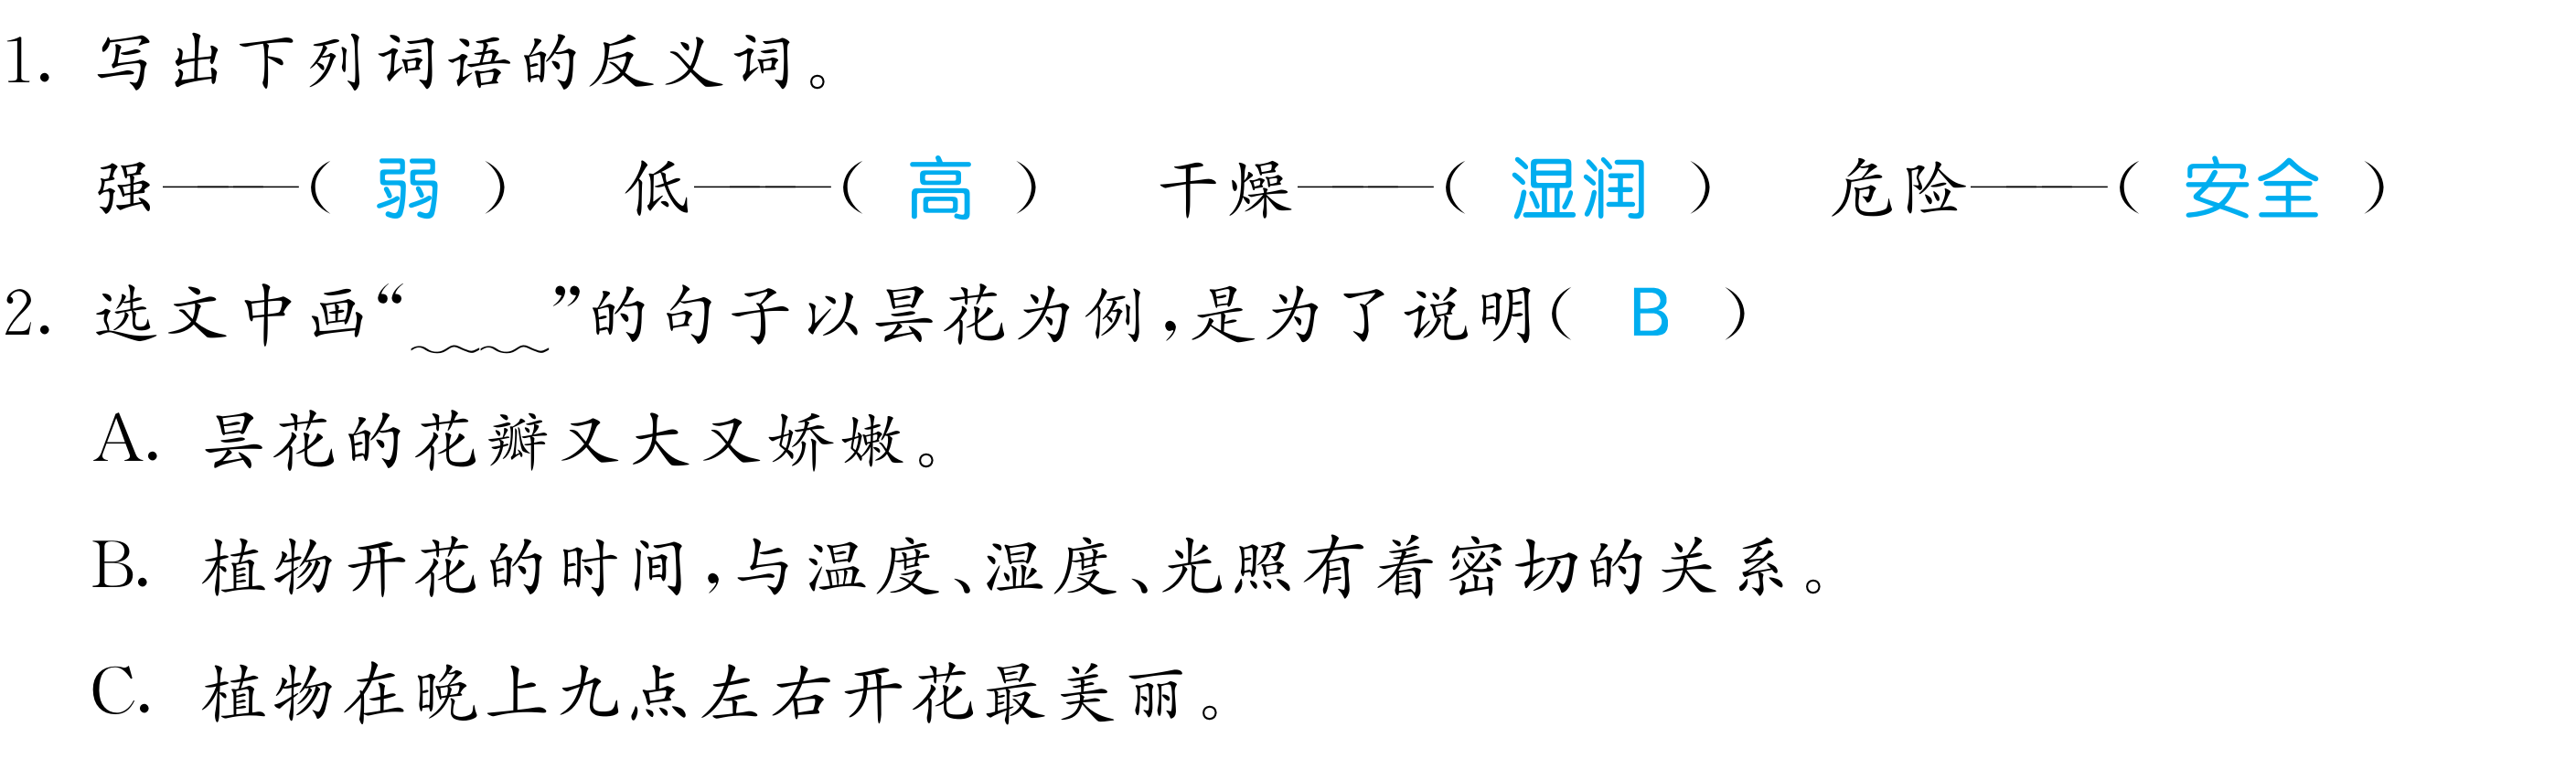 1. 写出下列词语的反义词。
强——（ 弱 ） 低——（ 高 ） 干燥——（ 湿润 ） 危险——（ 安全 ）
2. 选文中画“﹏﹏”的句子以昙花为例，是为了说明（ B ）
A. 昙花的花瓣又大又娇嫩。
B. 植物开花的时间，与温度、湿度、光照有着密切的关系。
C. 植物在晚上九点左右开花最美丽。